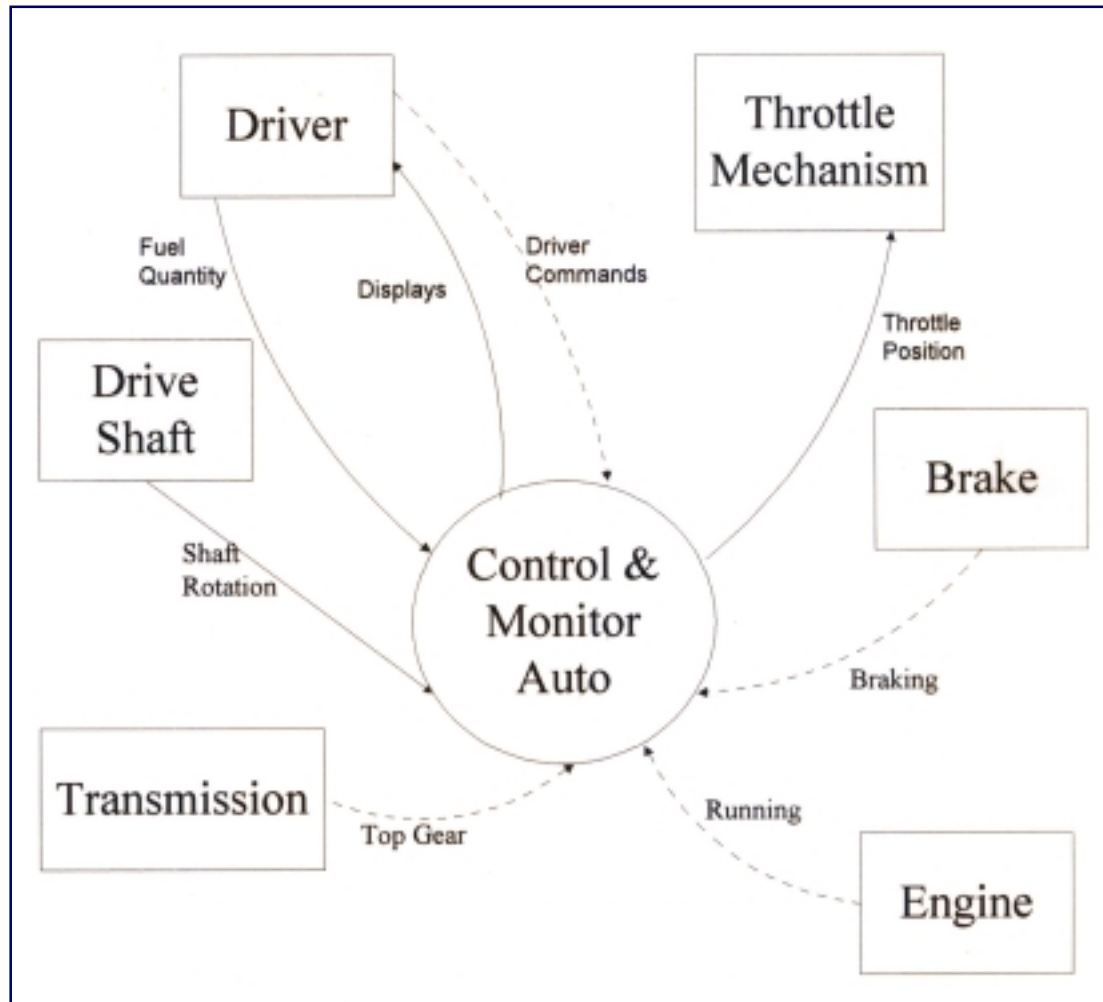 Driver
Throttle
Mechanism
Fuel
Quantity
Displays
Driver
Commands
Throttle
Position
Drive
Shaft
Brake
Shaft
Rotation
Control &
Monitor
Auto
Braking
Transmission
Top Gear
Running
Engine